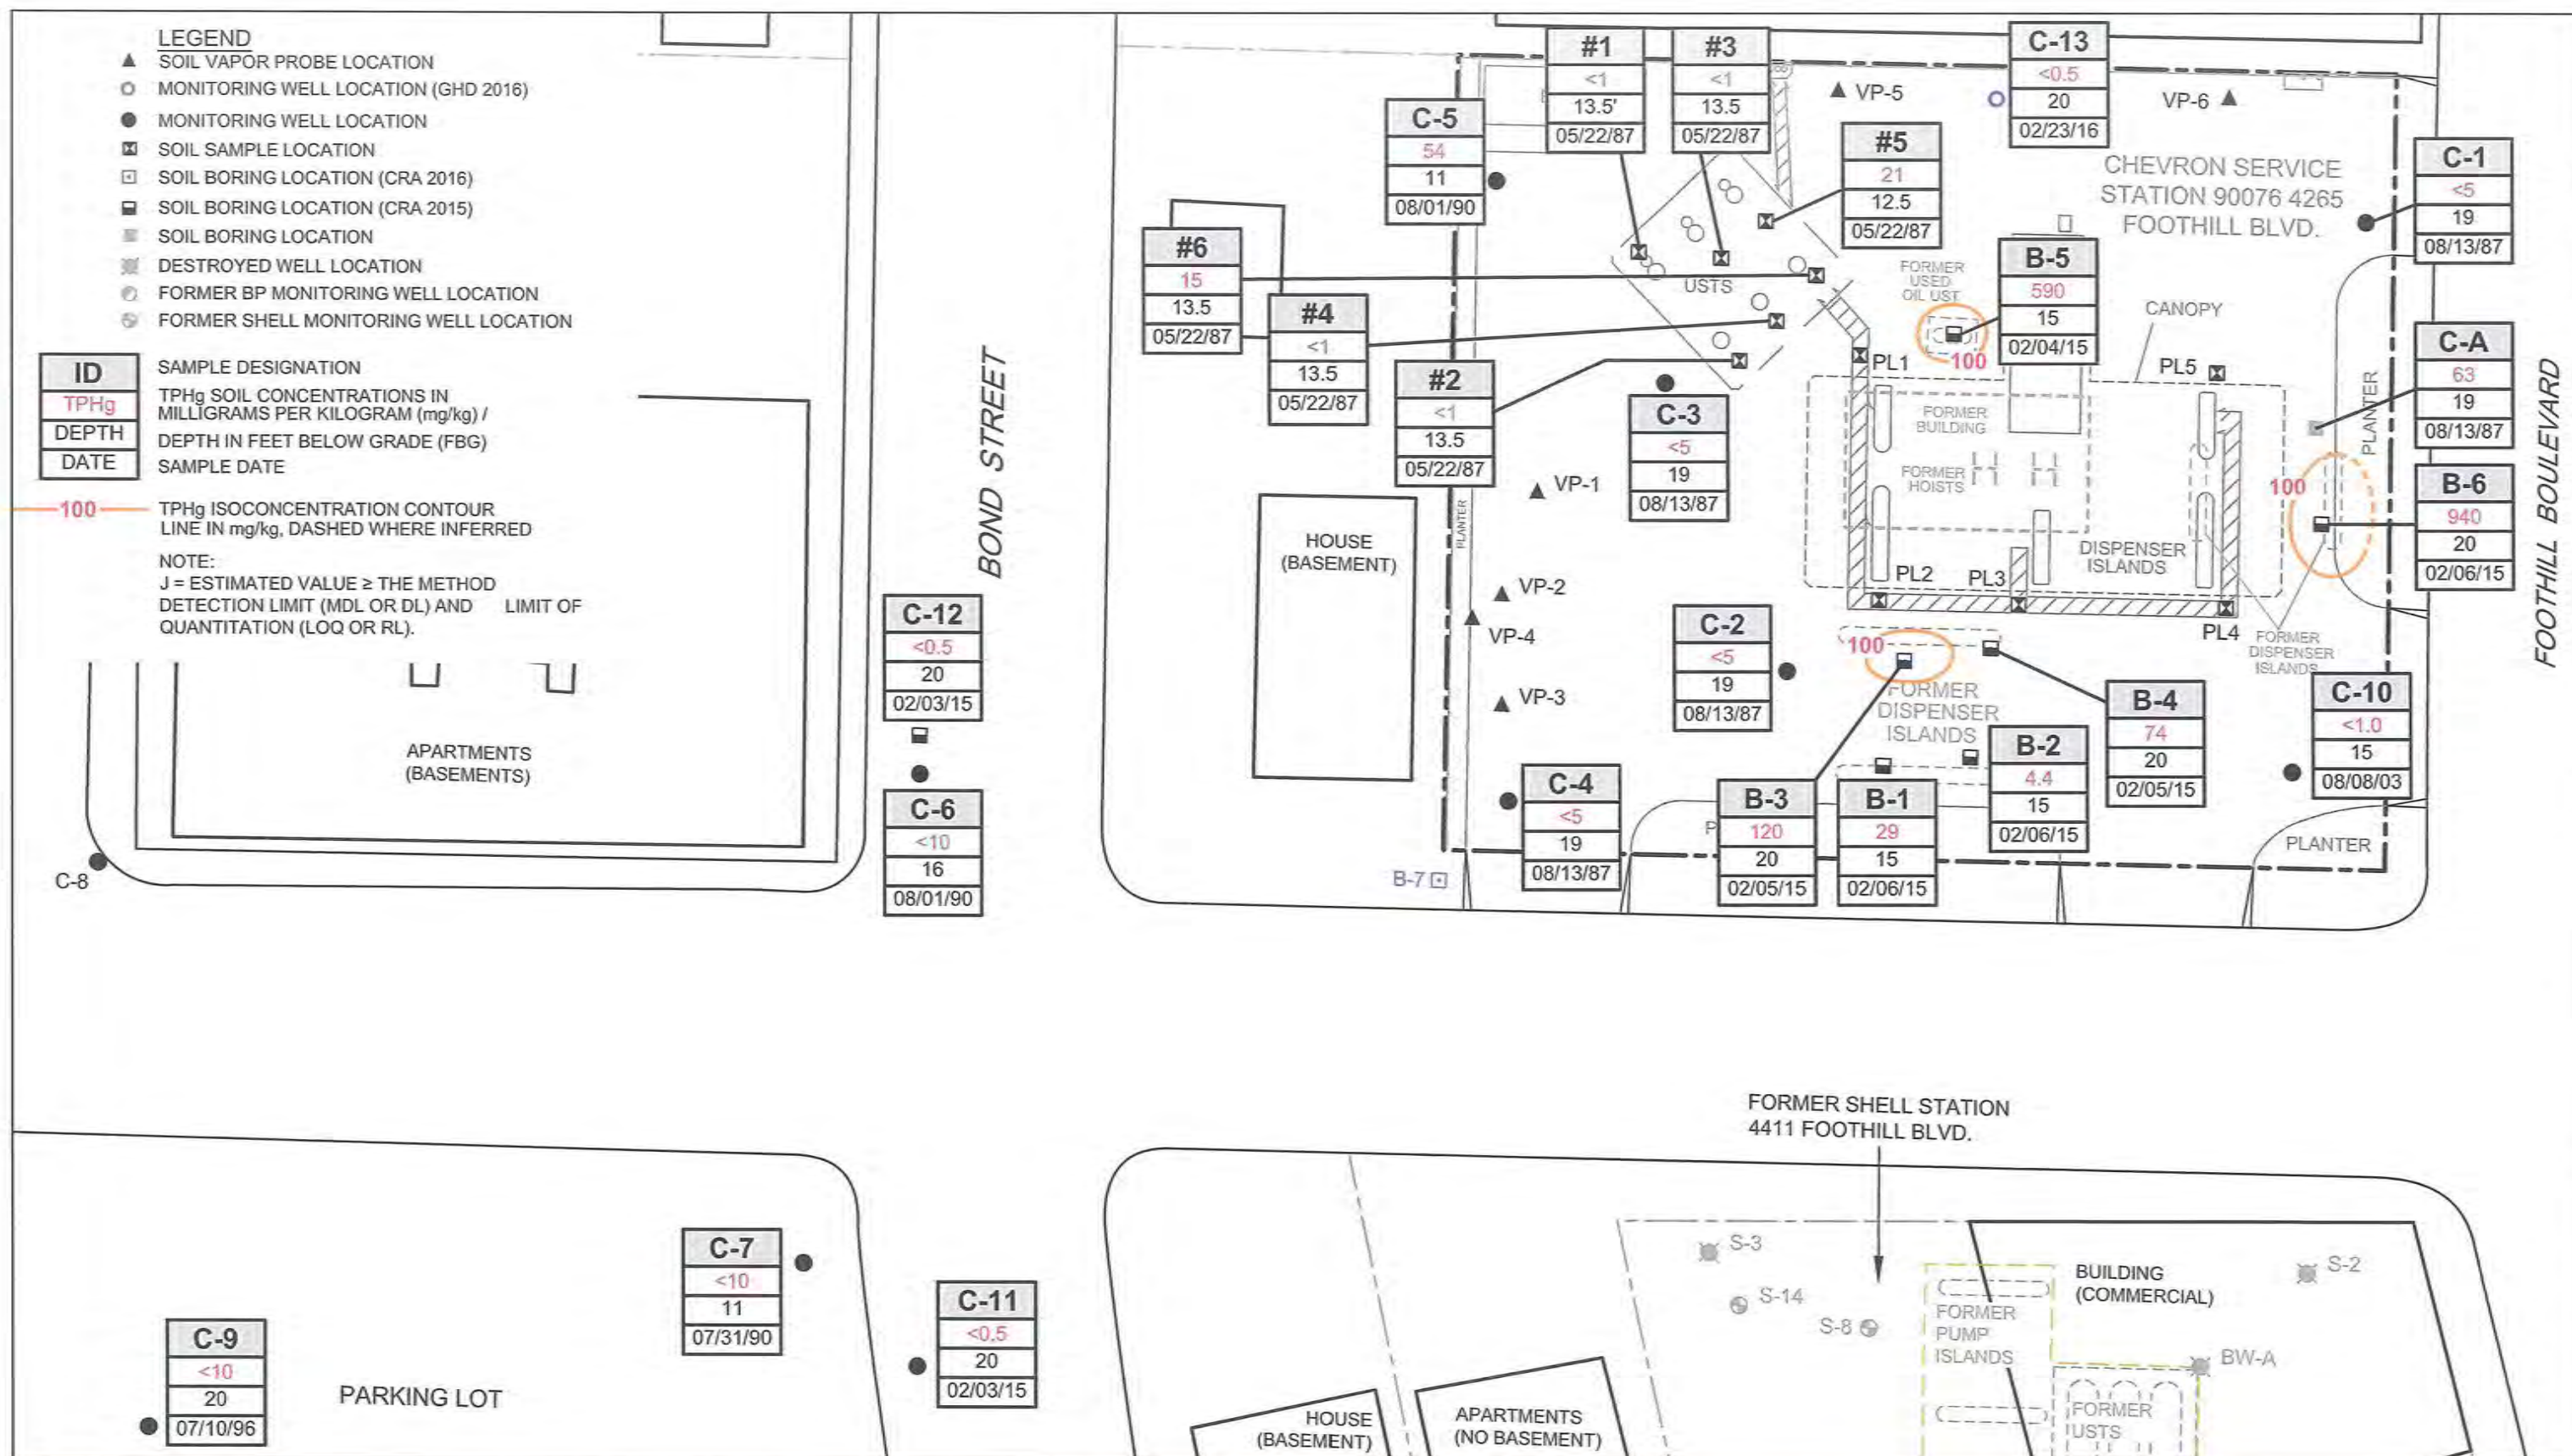 LEGEND
SOIL VAPOR PROBE LOCATION
MONITORING WELL LOCATION (GHD 2016)
MONITORING WELL LOCATION
SOIL SAMPLE LOCATION
SOIL BORING LOCATION (CRA 2016)
SOIL BORING LOCATION (CRA 2015)
SOIL BORING LOCATION
DESTROYED WELL LOCATION
FORMER BP MONITORING WELL LOCATION
FORMER SHELL MONITORING WELL LOCATION
ID
TPHg
DEPTH
DATE
SAMPLE DESIGNATION
TPHg SOIL CONCENTRATIONS IN
MILLIGRAMS PER KILOGRAM (mg/kg) /
DEPTH IN FEET BELOW GRADE (FBG)
SAMPLE DATE
100
TPHg ISOCONCENTRATION CONTOUR
LINE IN mg/kg, DASHED WHERE INFERRED
NOTE:
J = ESTIMATED VALUE ≥ THE METHOD
DETECTION LIMIT (MDL OR DL) AND LIMIT OF
QUANTITATION (LOQ OR RL).
APARTMENTS
(BASEMENTS)
C-8
BOND STREET
C-12
<0.5
20
02/03/15
C-6
<10
16
08/01/90
#6
15
13.5
05/22/87
#4
<1
13.5
05/22/87
#2
<1
13.5
05/22/87
C-5
54
11
08/01/90
#1
<1
13.5'
05/22/87
#3
<1
13.5
05/22/87
#5
21
12.5
05/22/87
VP-5
C-13
<0.5
20
02/23/16
VP-6
CHEVRON SERVICE
STATION 90076 4265
FOOTHILL BLVD.
C-1
<5
19
08/13/87
USTS
FORMER
USED
OIL UST
100
B-5
590
15
02/04/15
CANOPY
C-A
63
19
08/13/87
PL1
PL5
PLANTER
FOOTHILL BOULEVARD
C-3
<5
19
08/13/87
FORMER
BUILDING
FORMER
HOISTS
100
B-6
940
20
02/06/15
HOUSE
(BASEMENT)
PLANTER
VP-1
VP-2
VP-4
VP-3
DISPENSER
ISLANDS
PL2
PL3
PL4
FORMER
DISPENSER
ISLANDS
C-2
<5
19
08/13/87
100
FORMER
DISPENSER
ISLANDS
B-4
74
20
02/05/15
C-10
<1.0
15
08/08/03
B-2
4.4
15
02/06/15
C-4
<5
19
08/13/87
P
B-3
120
20
02/05/15
B-1
29
15
02/06/15
PLANTER
B-7
FORMER SHELL STATION
4411 FOOTHILL BLVD.
C-7
<10
11
07/31/90
C-11
<0.5
20
02/03/15
C-9
<10
20
07/10/96
PARKING LOT
S-3
S-14
S-8
FORMER
PUMP
ISLANDS
BUILDING
(COMMERCIAL)
S-2
BW-A
FORMER
USTS
HOUSE
(BASEMENT)
APARTMENTS
(NO BASEMENT)